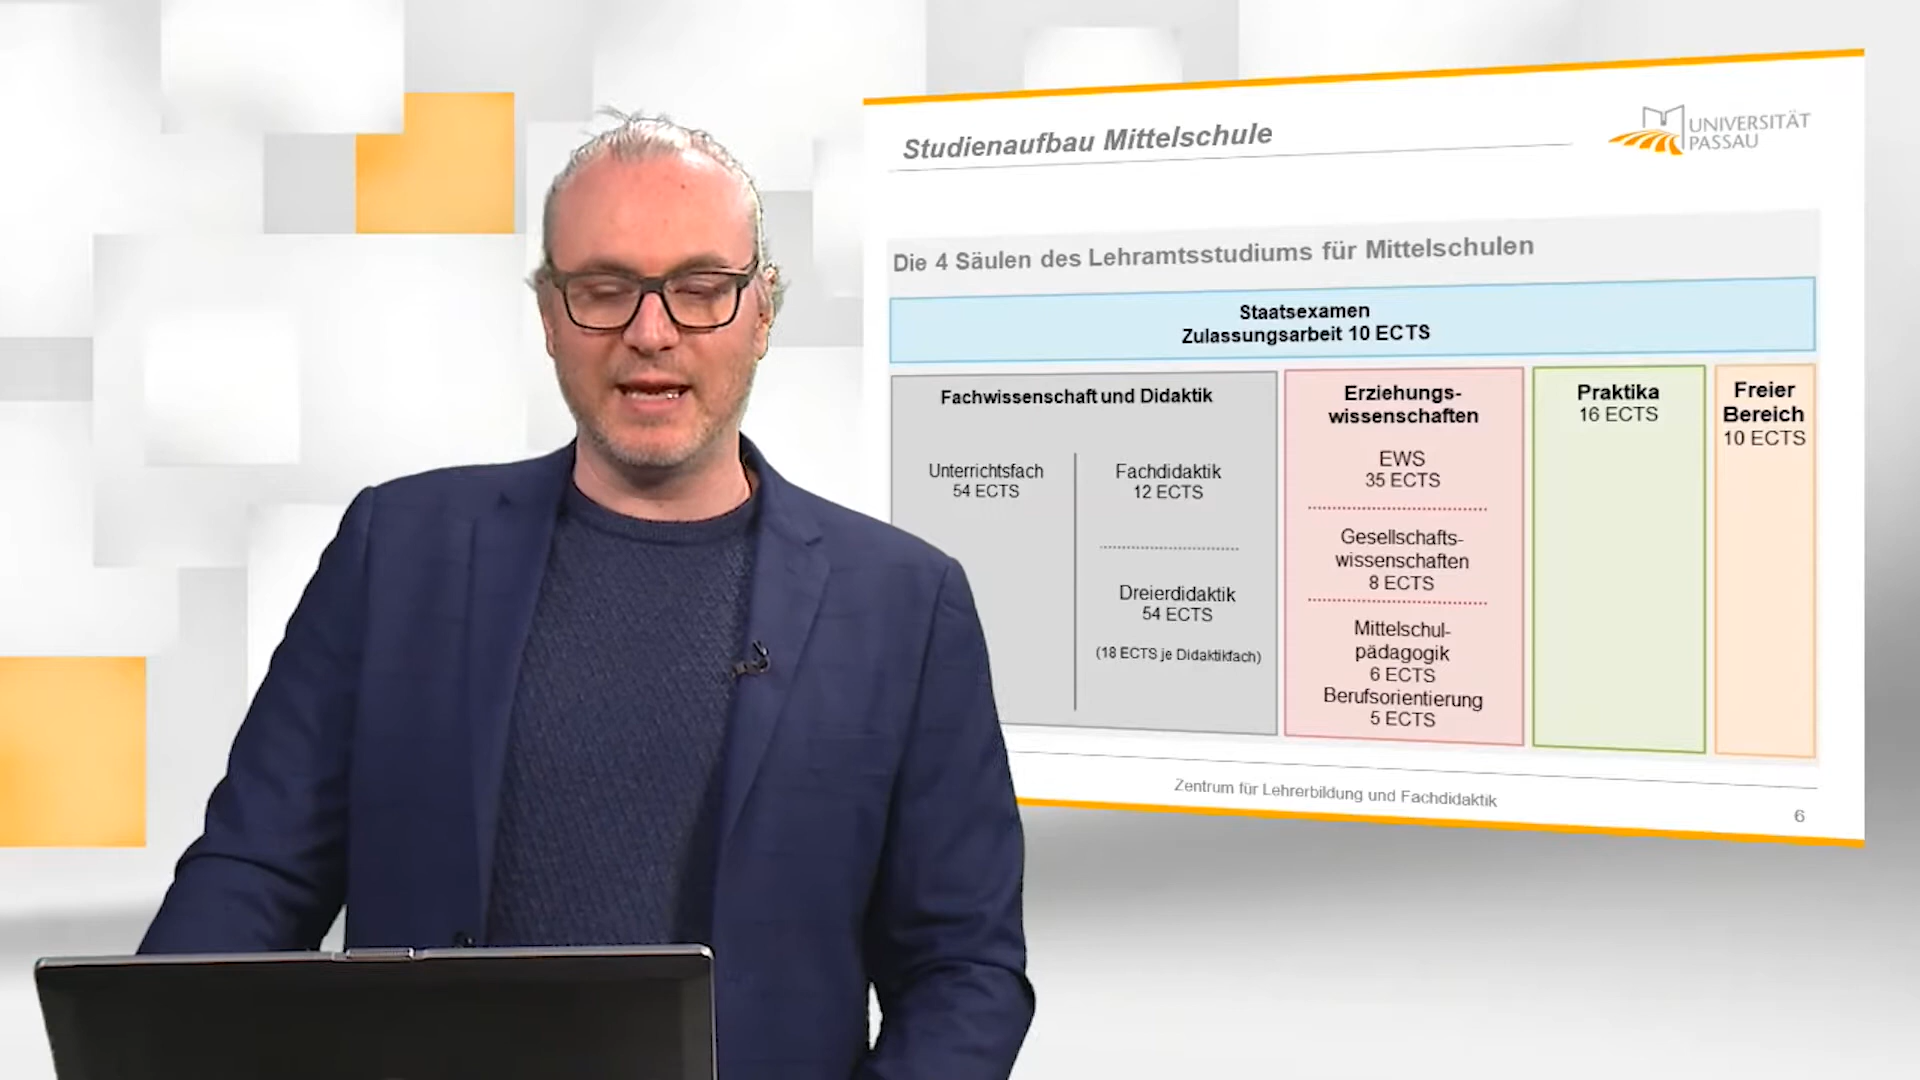 Studienaufbau Mittelschule
UNIVERSITÄT
PASSAU
Die 4 Säulen des Lehramtsstudiums für Mittelschulen
Staatsexamen
Zulassungsarbeit 10 ECTS
Fachwissenschaft und Didaktik
Unterrichtsfach
54 ECTS
Fachdidaktik
12 ECTS
Dreierdidaktik
54 ECTS
(18 ECTS je Didaktikfach)
Erziehungs-
wissenschaften
EWS
35 ECTS
Gesellschafts-
wissenschaften
8 ECTS
Mittelschul-
pädagogik
6 ECTS
Berufsorientierung
5 ECTS
Praktika
16 ECTS
Freier
Bereich
10 ECTS
Zentrum für Lehrerbildung und Fachdidaktik
6